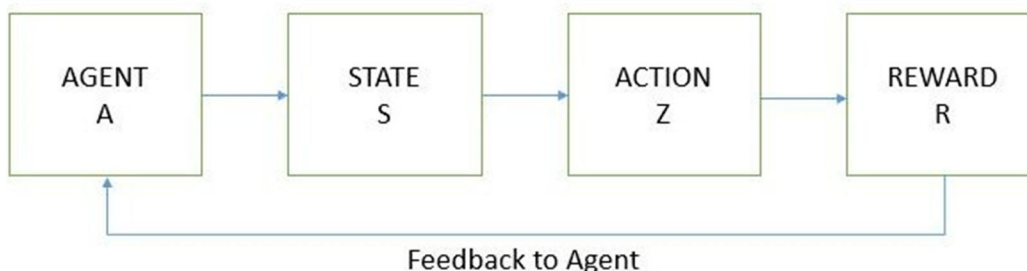 AGENT
A
STATE
S
ACTION
Z
REWARD
R
Feedback to Agent